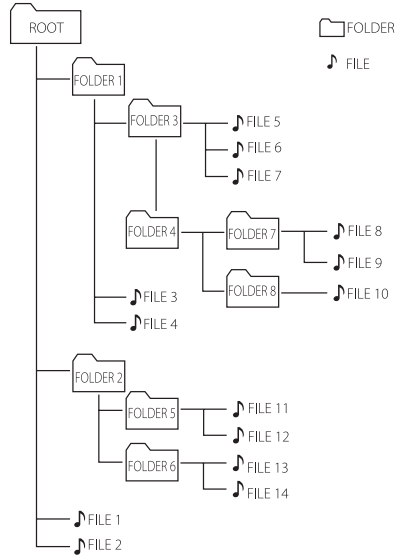 ROOT
FOLDER
FILE
FOLDER 1
FOLDER 3
FILE 5
FILE 6
FILE 7
FOLDER 4
FOLDER 7
FILE 8
FILE 9
FOLDER 8
FILE 10
FILE 3
FILE 4
FOLDER 2
FOLDER 5
FILE 11
FILE 12
FOLDER 6
FILE 13
FILE 14
FILE 1
FILE 2